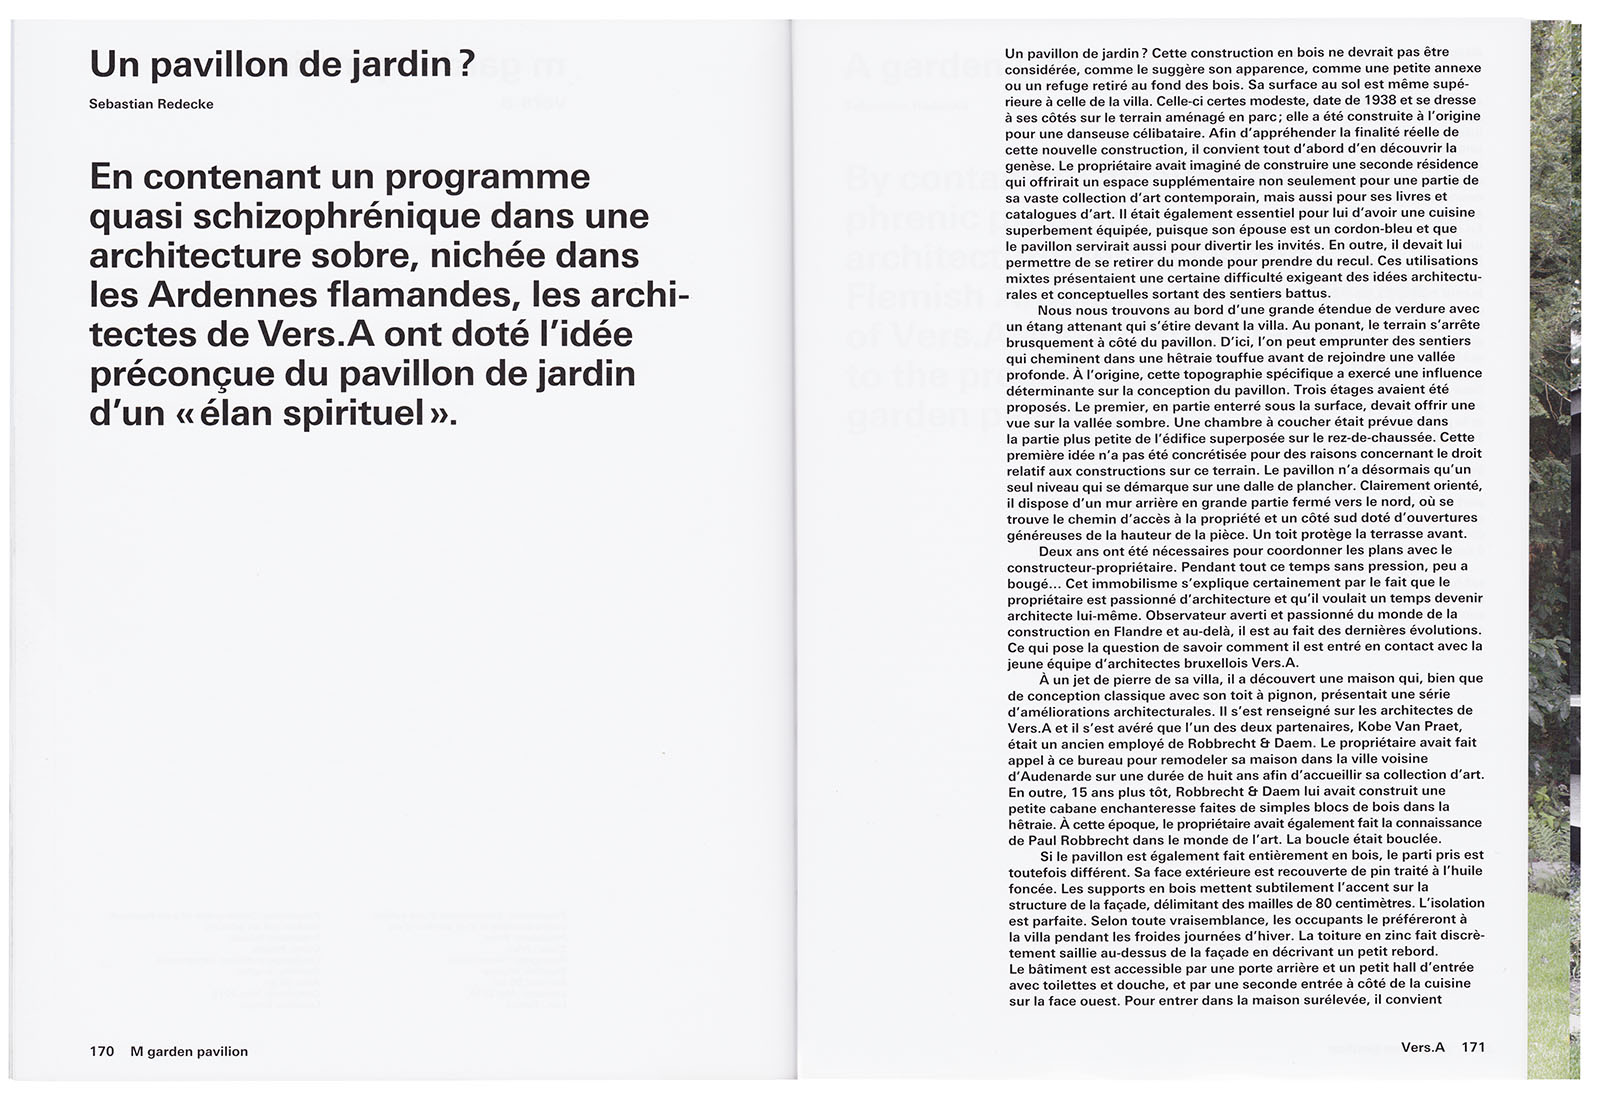 Un pavillon de jardin ?
Sebastian Redecke
En contenant un programme
quasi schizophrénique dans une
architecture sobre, nichée dans
les Ardennes flamandes, les archi-
tectes de Vers.A ont doté l’idée
préconçue du pavillon de jardin
d’un « élan spirituel ».
170 M garden pavilion
Un pavillon de jardin ? Cette construction en bois ne devrait pas être
considérée, comme le suggère son apparence, comme une petite annexe
ou un refuge retiré au fond des bois. Sa surface au sol est même supé-
rieure à celle de la villa. Celle-ci certes modeste, date de 1938 et se dresse
à ses côtés sur le terrain aménagé en parc ; elle a été construite à l’origine
pour une danseuse célibataire. Afin d’appréhender la finalité réelle de
cette nouvelle construction, il convient tout d’abord d’en découvrir la
genèse. Le propriétaire avait imaginé de construire une seconde résidence
qui offrirait un espace supplémentaire non seulement pour une partie de
sa vaste collection d’art contemporain, mais aussi pour ses livres et
catalogues d’art. Il était également essentiel pour lui d’avoir une cuisine
superbement équipée, puisque son épouse est un cordon-bleu et que
le pavillon servirait aussi pour divertir les invités. En outre, il devait lui
permettre de se retirer du monde pour prendre du recul. Ces utilisations
mixtes présentaient une certaine difficulté exigeant des idées architectu-
rales et conceptuelles sortant des sentiers battus.
Nous nous trouvons au bord d’une grande étendue de verdure avec
un étang attenant qui s’étire devant la villa. Au ponant, le terrain s’arrête
brusquement à côté du pavillon. D’ici, l’on peut emprunter des sentiers
qui cheminent dans une hêtraie touffue avant de rejoindre une vallée
profonde. À l’origine, cette topographie spécifique a exercé une influence
déterminante sur la conception du pavillon. Trois étages avaient été
proposés. Le premier, en partie enterré sous la surface, devait offrir une
vue sur la vallée sombre. Une chambre à coucher était prévue dans
la partie plus petite de l’édifice superposée sur le rez-de-chaussée. Cette
première idée n’a pas été concrétisée pour des raisons concernant le droit
relatif aux constructions sur ce terrain. Le pavillon n’a désormais qu’un
seul niveau qui se démarque sur une dalle de plancher. Clairement orienté,
il dispose d’un mur arrière en grande partie fermé vers le nord, où se
trouve le chemin d’accès à la propriété et un côté sud doté d’ouvertures
généreuses de la hauteur de la pièce. Un toit protège la terrasse avant.
Deux ans ont été nécessaires pour coordonner les plans avec le
constructeur-propriétaire. Pendant tout ce temps sans pression, peu a
bougé… Cet immobilisme s’explique certainement par le fait que le
propriétaire est passionné d’architecture et qu’il voulait un temps devenir
architecte lui-même. Observateur averti et passionné du monde de la
construction en Flandre et au-delà, il est au fait des dernières évolutions.
Ce qui pose la question de savoir comment il est entré en contact avec la
jeune équipe d’architectes bruxellois Vers.A.
À un jet de pierre de sa villa, il a découvert une maison qui, bien que
de conception classique avec son toit à pignon, présentait une série
d’améliorations architecturales. Il s’est renseigné sur les architectes de
Vers.A et il s’est avéré que l’un des deux partenaires, Kobe Van Praet,
était un ancien employé de Robbrecht & Daem. Le propriétaire avait fait
appel à ce bureau pour remodeler sa maison dans la ville voisine
d’Audenarde sur une durée de huit ans afin d’accueillir sa collection d’art.
En outre, 15 ans plus tôt, Robbrecht & Daem lui avait construit une
petite cabane enchanteresse faites de simples blocs de bois dans la
hêtraie. À cette époque, le propriétaire avait également fait la connaissance
de Paul Robbrecht dans le monde de l’art. La boucle était bouclée.
Si le pavillon est également fait entièrement en bois, le parti pris est
toutefois différent. Sa face extérieure est recouverte de pin traité à l’huile
foncée. Les supports en bois mettent subtilement l’accent sur la
structure de la façade, délimitant des mailles de 80 centimètres. L’isolation
est parfaite. Selon toute vraisemblance, les occupants le préféreront à
la villa pendant les froides journées d’hiver. La toiture en zinc fait discrè-
tement saillie au-dessus de la façade en décrivant un petit rebord.
Le bâtiment est accessible par une porte arrière et un petit hall d’entrée
avec toilettes et douche, et par une seconde entrée à côté de la cuisine
sur la face ouest. Pour entrer dans la maison surélevée, il convient
Vers.A 171